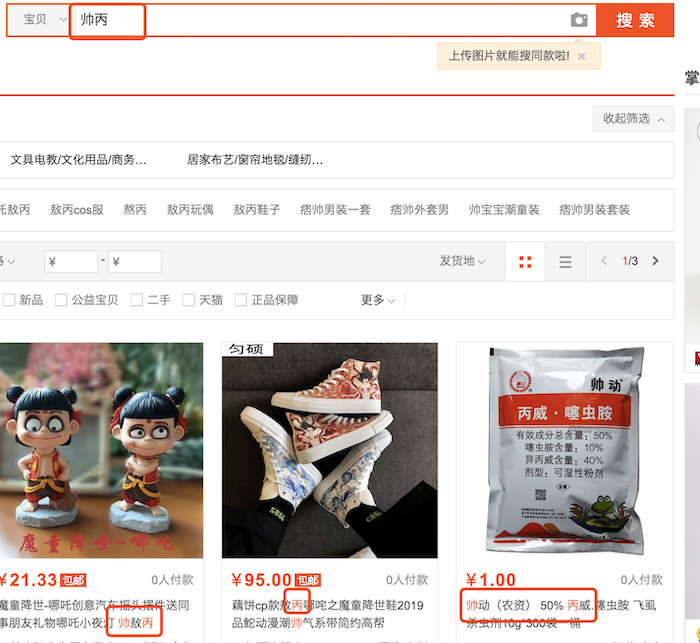 宝贝
帅丙
搜索
上传图片就能搜同款啦! ×
掌
收起筛选
文具电教/文化用品/商务...
居家布艺/窗帘地毯/缝纫...
托敖丙 敖丙cos服 熬丙 敖丙玩偶 敖丙鞋子 痞帅男装一套 痞帅外套男 帅宝宝潮童装 痞帅男装套装
格 ¥ - ¥ 发货地 1/3
新品 公益宝贝 二手 天猫 正品保障 更多
魔童降世-哪吒
匀硕
帅动
丙威·噻虫胺
有效成分总含量：50%
噻虫胺含量：10%
异丙威含量：40%
剂型：可湿性粉剂
¥21.33 包邮 0人付款
魔童降世-哪吒创意汽车摇头摆件送同
事朋友礼物哪吒小夜灯 帅敖丙
¥95.00 包邮 0人付款
藕饼cp款敖丙哪吒之魔童降世鞋2019
品鮀动漫潮帅气系带简约高帮
¥1.00 0人付款
帅动（农资） 50% 丙威.噻虫胺 飞虱
杀虫剂10g*300袋一桶